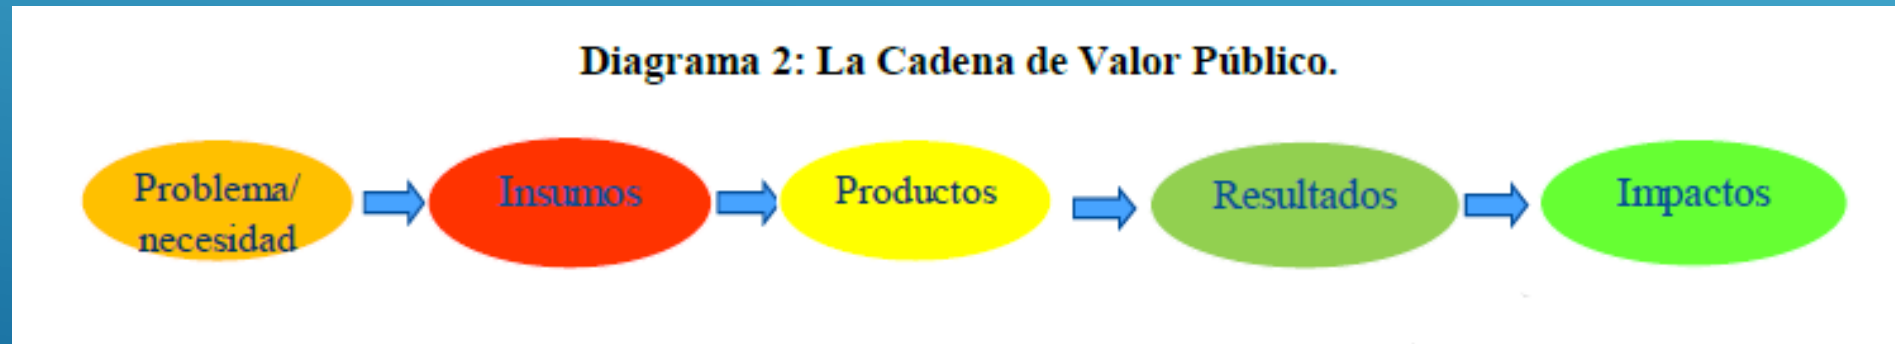 Diagrama 2: La Cadena de Valor Público.
Problema/
necesidad
Insumos
Productos
Resultados
Impactos